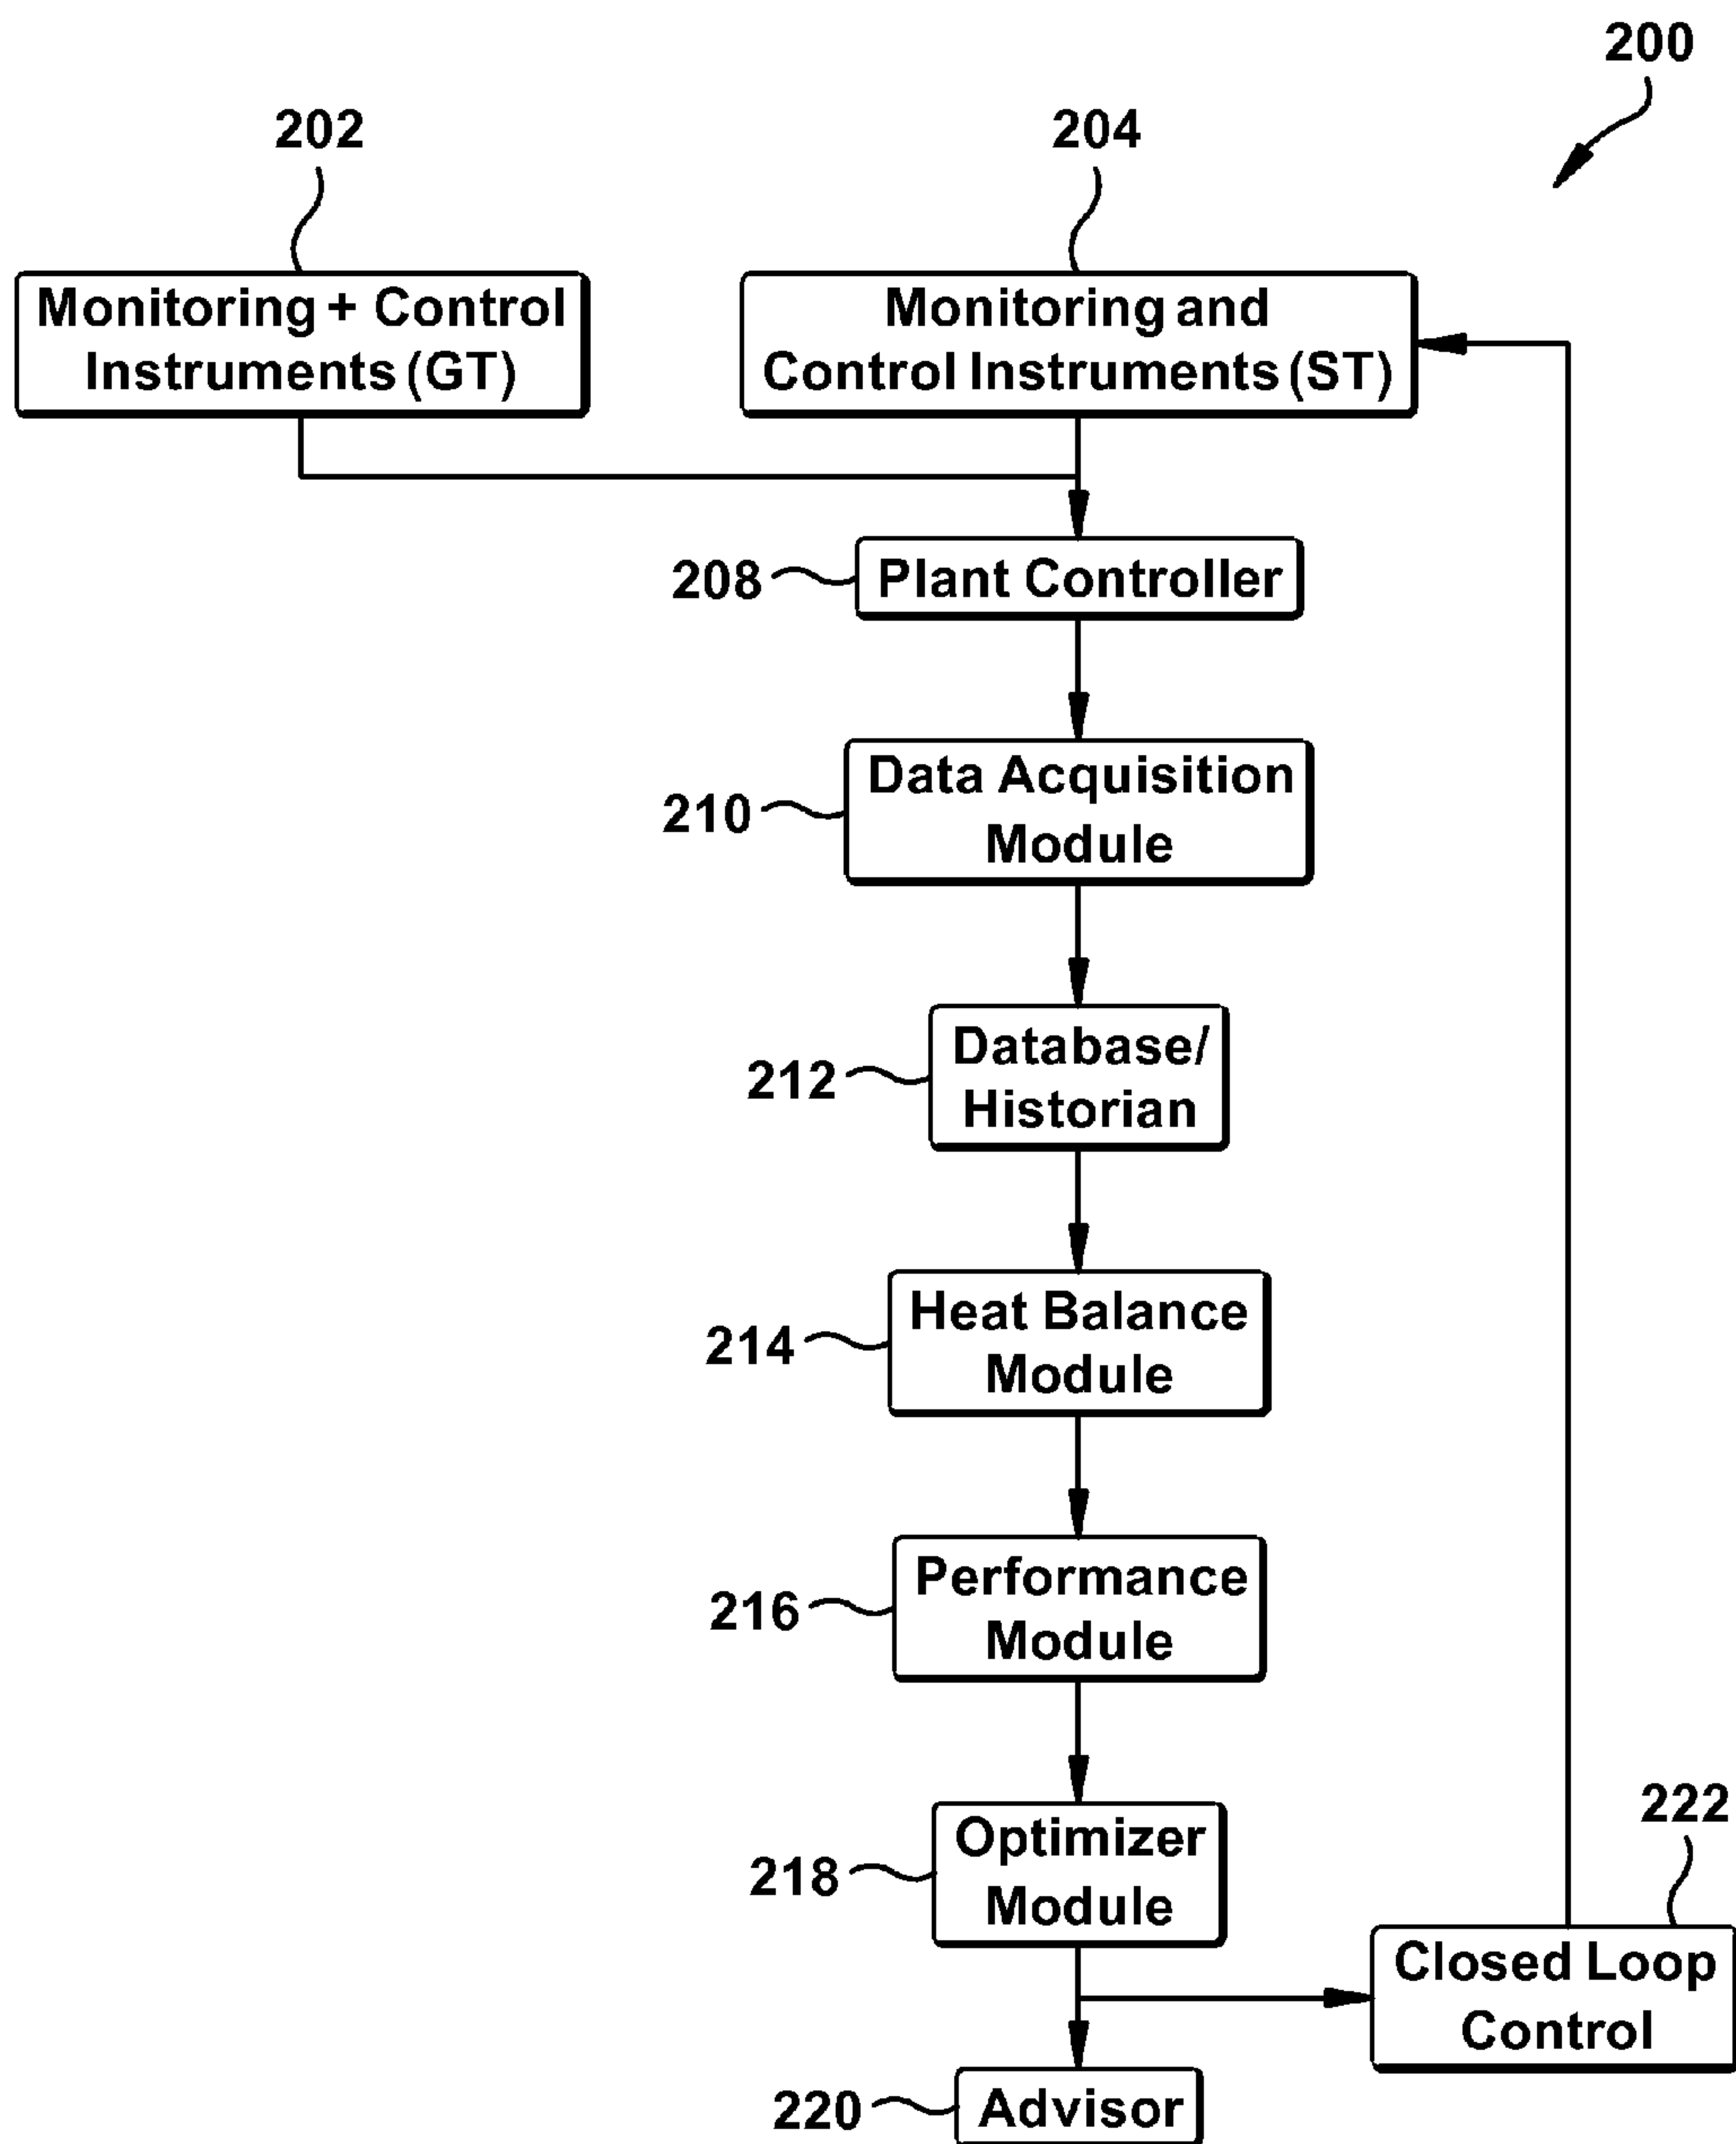 200
202
204
Monitoring + Control
Instruments (GT)
Monitoring and
Control Instruments (ST)
208
Plant Controller
210
Data Acquisition
Module
212
Database/
Historian
214
Heat Balance
Module
216
Performance
Module
218
Optimizer
Module
222
Closed Loop
Control
220
Advisor